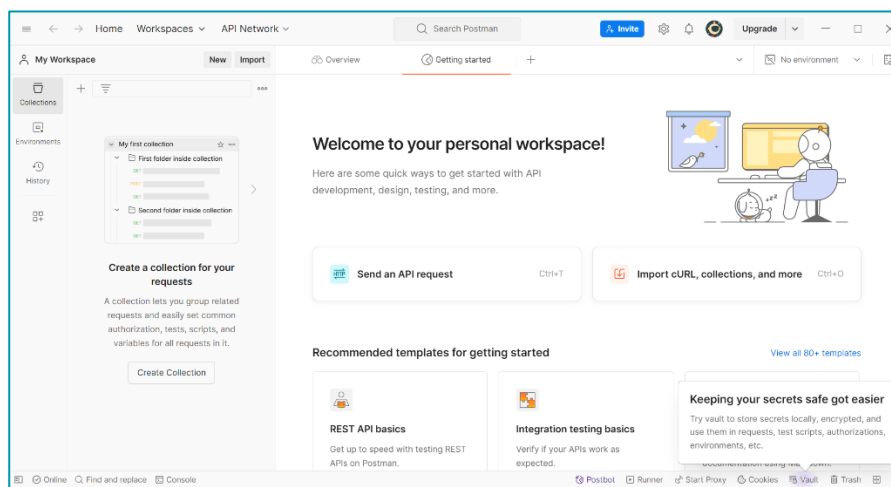 Home Workspaces API Network Search Postman Invite Upgrade
My Workspace New Import Overview Getting started No environment
Collections
Environments
History
My first collection
First folder inside collection
GET
POST
GET
Second folder inside collection
GET
GET
Create a collection for your
requests
A collection lets you group related
requests and easily set common
authorization, tests, scripts, and
variables for all requests in it.
Create Collection
Welcome to your personal workspace!
Here are some quick ways to get started with API
development, design, testing, and more.
Send an API request Ctrl+T
Import cURL, collections, and more Ctrl+O
Recommended templates for getting started View all 80+ templates
REST API basics
Get up to speed with testing REST
APIs on Postman.
Integration testing basics
Verify if your APIs work as
expected.
Keeping your secrets safe got easier
Try vault to store secrets locally, encrypted, and
use them in requests, test scripts, authorizations,
environments, etc.
Online Find and replace Console Postbot Runner Start Proxy Cookies Vault Trash